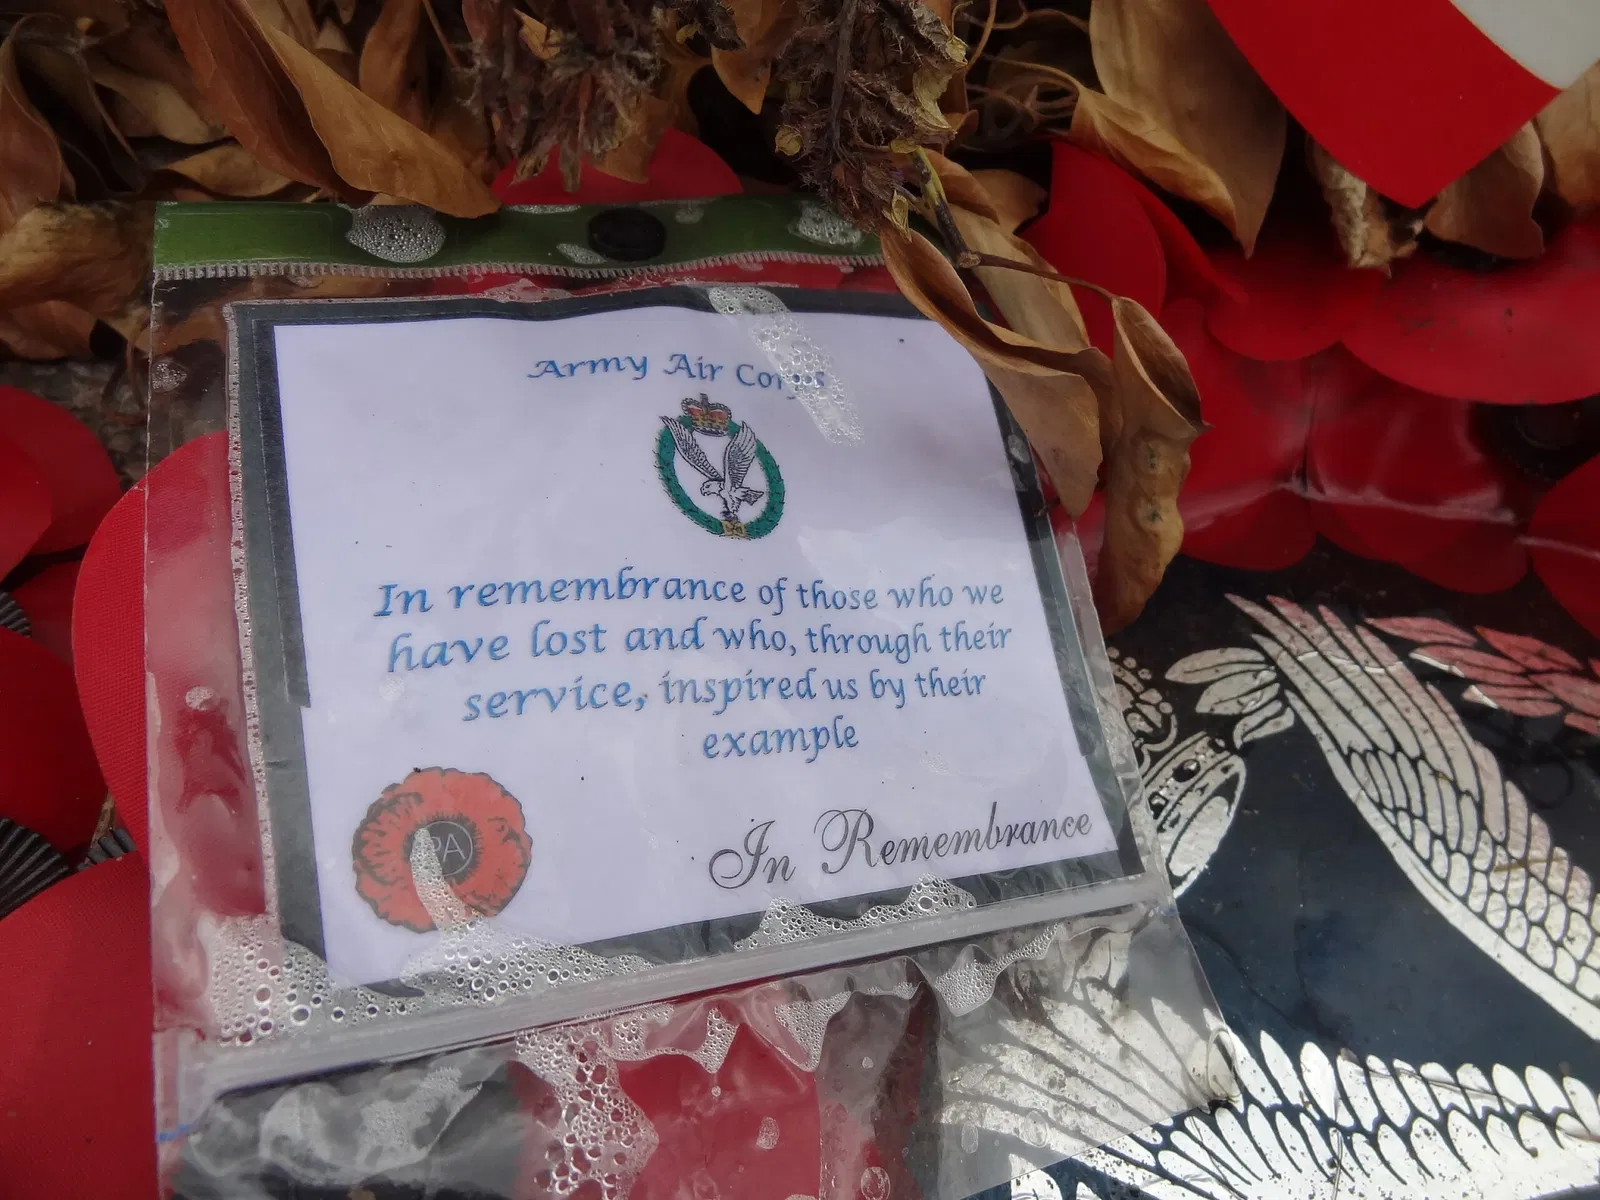 Army Air Corps
In remembrance of those who we
have lost and who, through their
service, inspired us by their
example
PA
In Remembrance